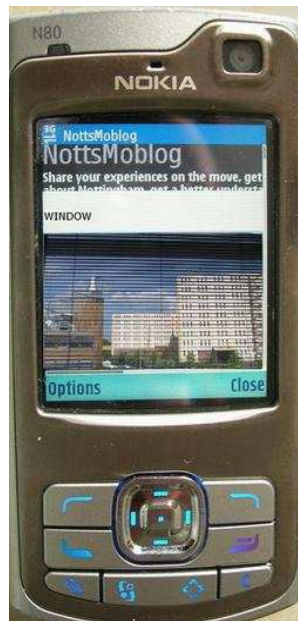 N80
NOKIA
3G
NottsMoblog
NottsMoblog
Share your experiences on the move, get
about Nottingham, get a better understa
WINDOW
Options
Close